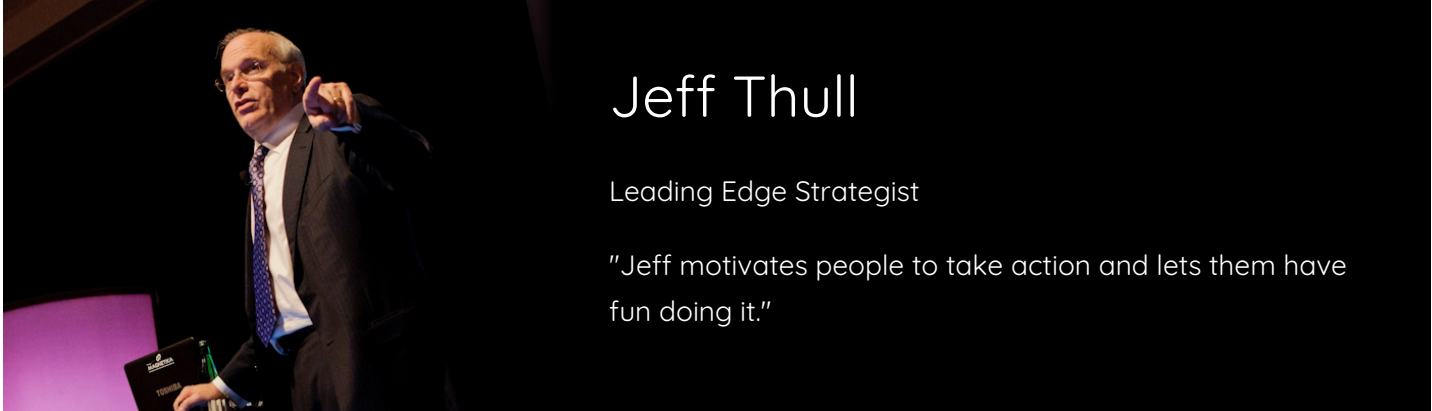 Jeff Thull
Leading Edge Strategist
"Jeff motivates people to take action and lets them have
fun doing it."
MAGNETICA
TOSHIBA